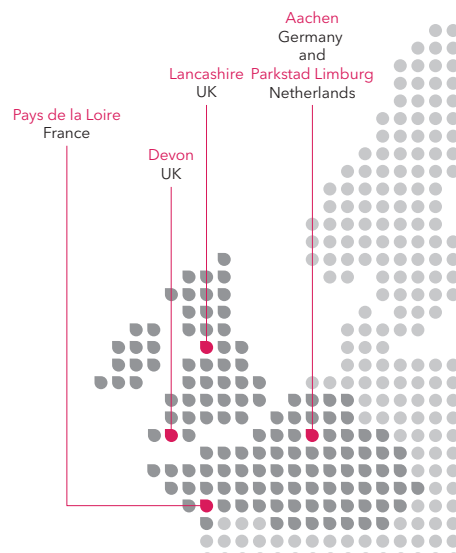 Aachen
Germany
and
Lancashire
UK
Parkstad Limburg
Netherlands
Pays de la Loire
France
Devon
UK